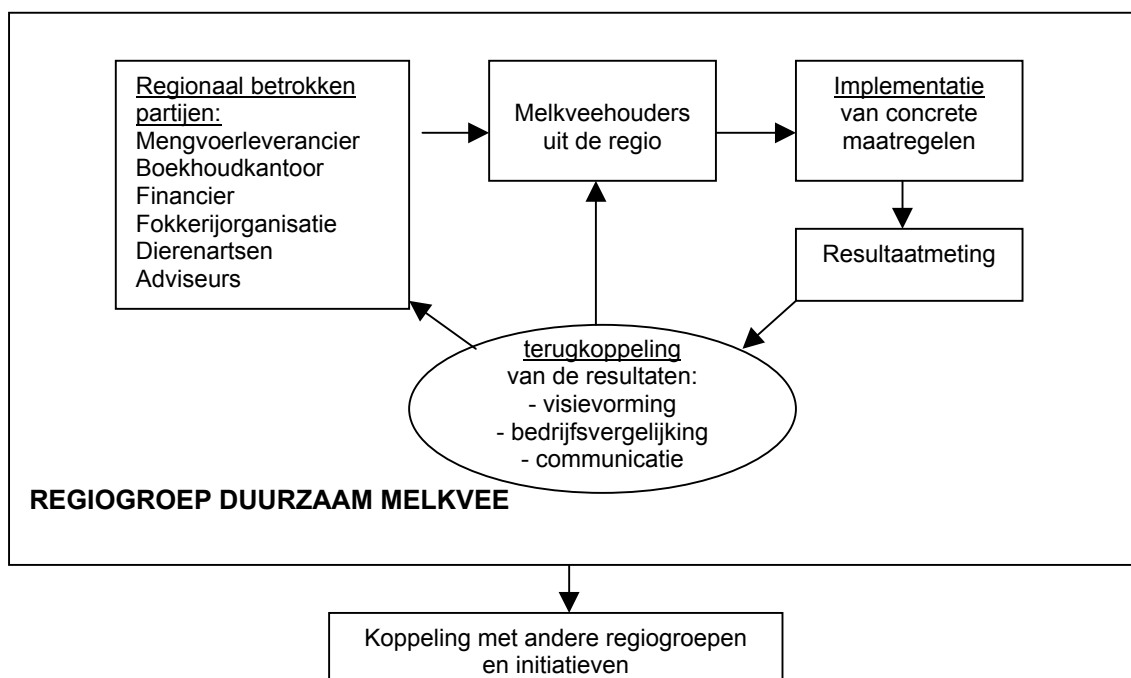 Regionaal betrokken
partijen:
Mengvoerleverancier
Boekhoudkantoor
Financier
Fokkerijorganisatie
Dierenartsen
Adviseurs
Melkveehouders
uit de regio
Implementatie
van concrete
maatregelen
Resultaatmeting
terugkoppeling
van de resultaten:
- visievorming
- bedrijfsvergelijking
- communicatie
REGIOGROEP DUURZAAM MELKVEE
Koppeling met andere regiogroepen
en initiatieven